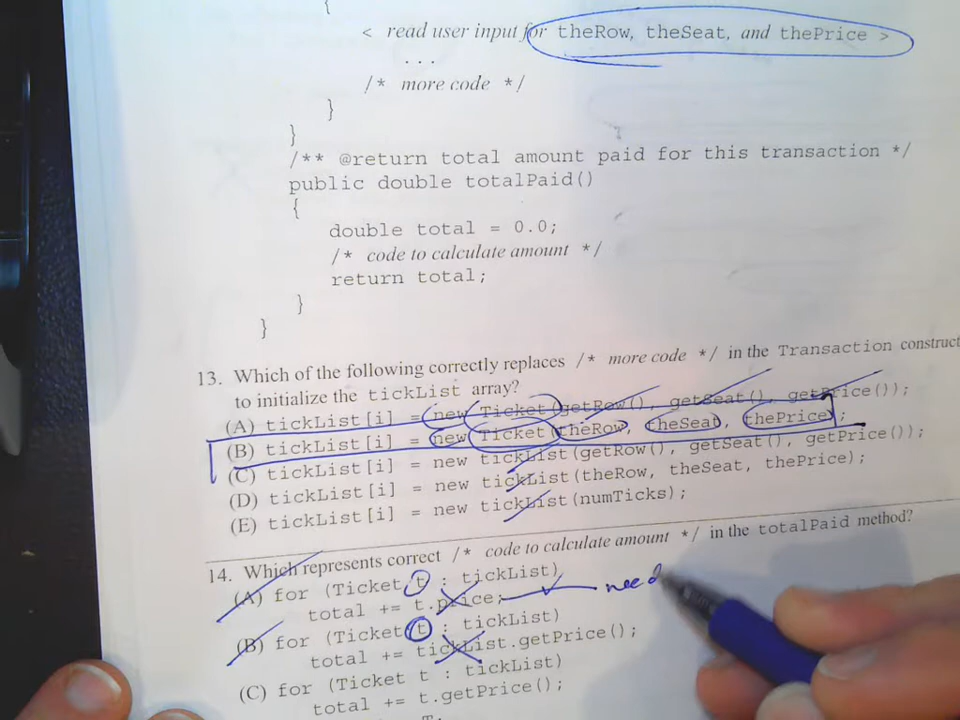 {
< read user input for theRow, theSeat, and thePrice >
...
/* more code */
}
}
/** @return total amount paid for this transaction */
public double totalPaid()
{
double total = 0.0;
/* code to calculate amount */
return total;
}
}
13. Which of the following correctly replaces /* more code */ in the Transaction construct
to initialize the tickList array?
(A) tickList[i] = new Ticket(getRow(), getSeat(), getPrice());
(B) tickList[i] = new Ticket(theRow, theSeat, thePrice);
(C) tickList[i] = new tickList(getRow(), getSeat(), getPrice());
(D) tickList[i] = new tickList(theRow, theSeat, thePrice);
(E) tickList[i] = new tickList(numTicks);
14. Which represents correct /* code to calculate amount */ in the totalPaid method?
(A) for (Ticket t : tickList)
total += t.price; need
(B) for (Ticket t : tickList)
total += tickList.getPrice();
(C) for (Ticket t : tickList)
total += t.getPrice();